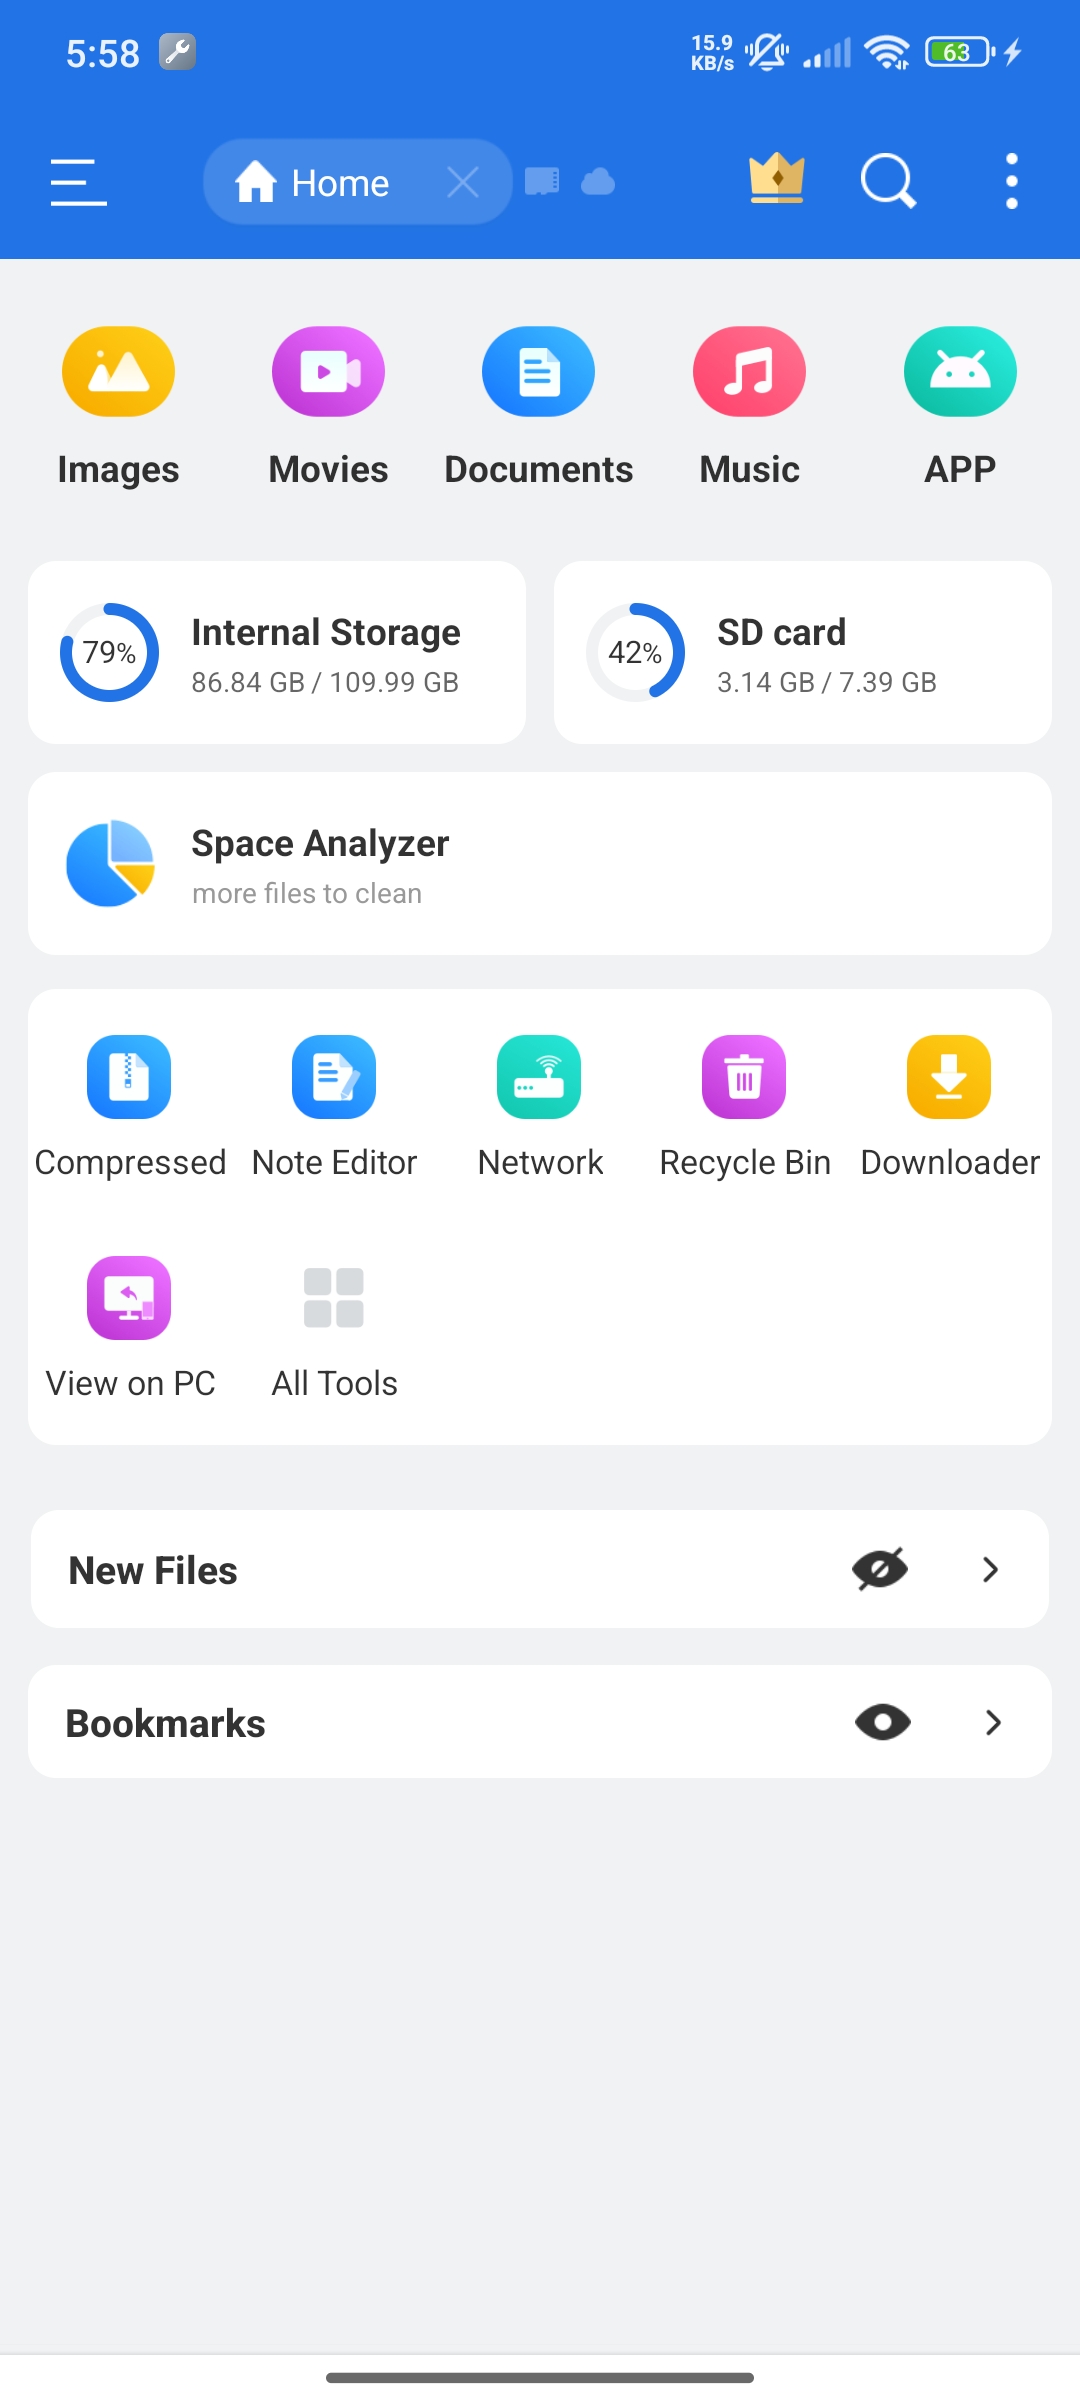 5:58
15.9 KB/s
63
Home
Images Movies Documents Music APP
79%
Internal Storage
86.84 GB / 109.99 GB
42%
SD card
3.14 GB / 7.39 GB
Space Analyzer
more files to clean
Compressed Note Editor Network Recycle Bin Downloader
View on PC All Tools
New Files
Bookmarks